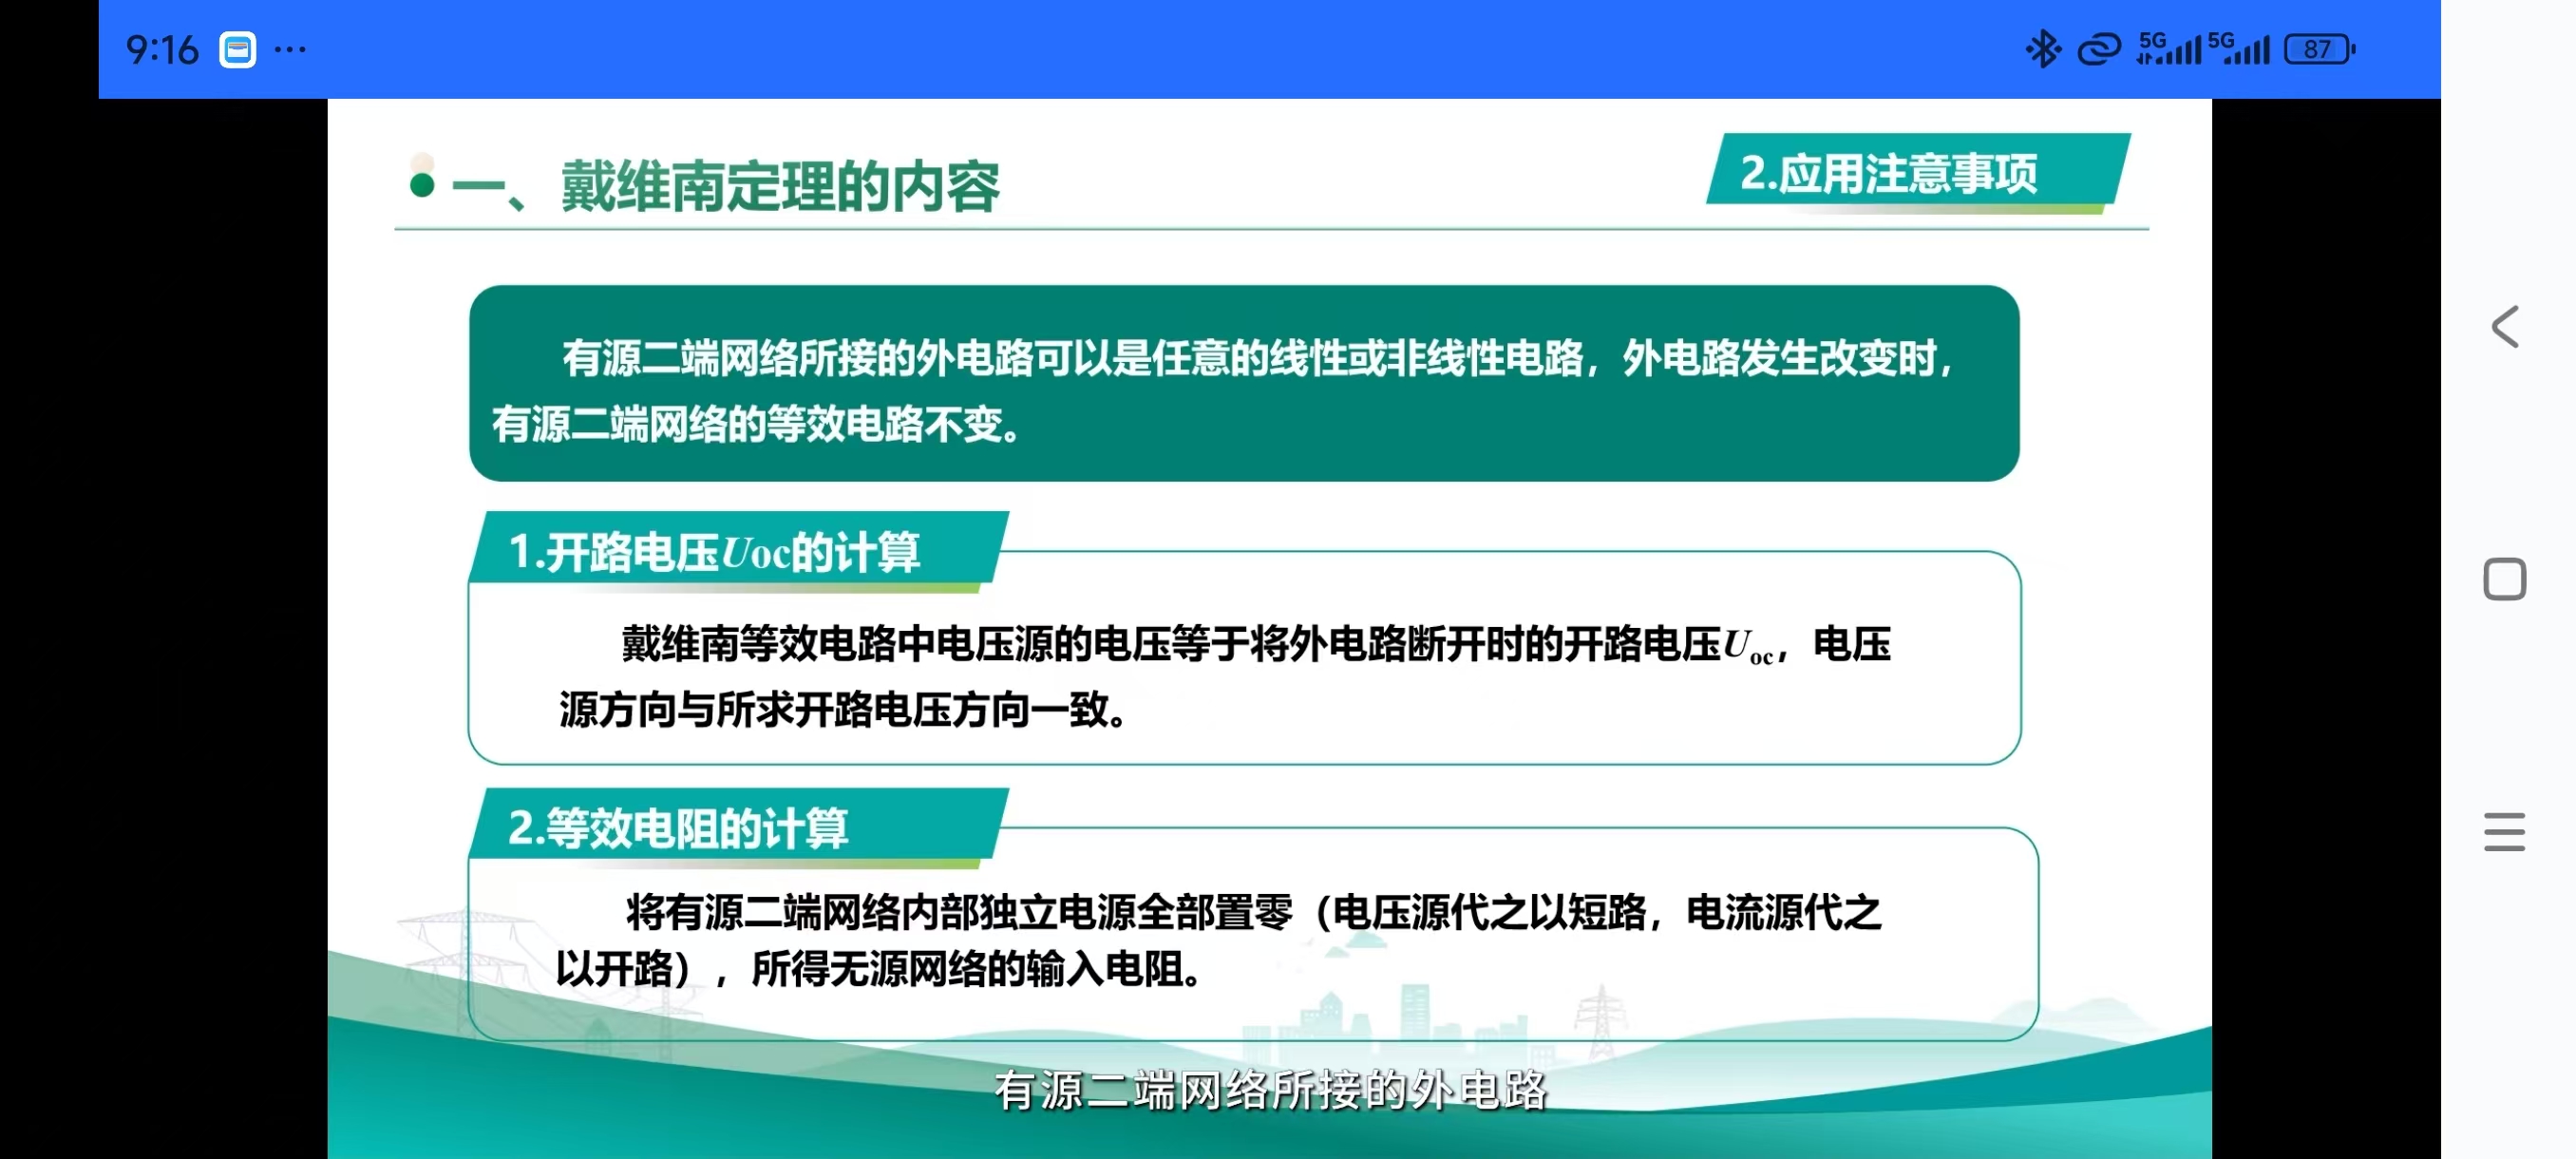 9:16 ...
5G 5G 87
一、戴维南定理的内容
2.应用注意事项
有源二端网络所接的外电路可以是任意的线性或非线性电路，外电路发生改变时，
有源二端网络的等效电路不变。
1.开路电压Uoc的计算
戴维南等效电路中电压源的电压等于将外电路断开时的开路电压Uoc，电压
源方向与所求开路电压方向一致。
2.等效电阻的计算
将有源二端网络内部独立电源全部置零（电压源代之以短路，电流源代之
以开路），所得无源网络的输入电阻。
有源二端网络所接的外电路